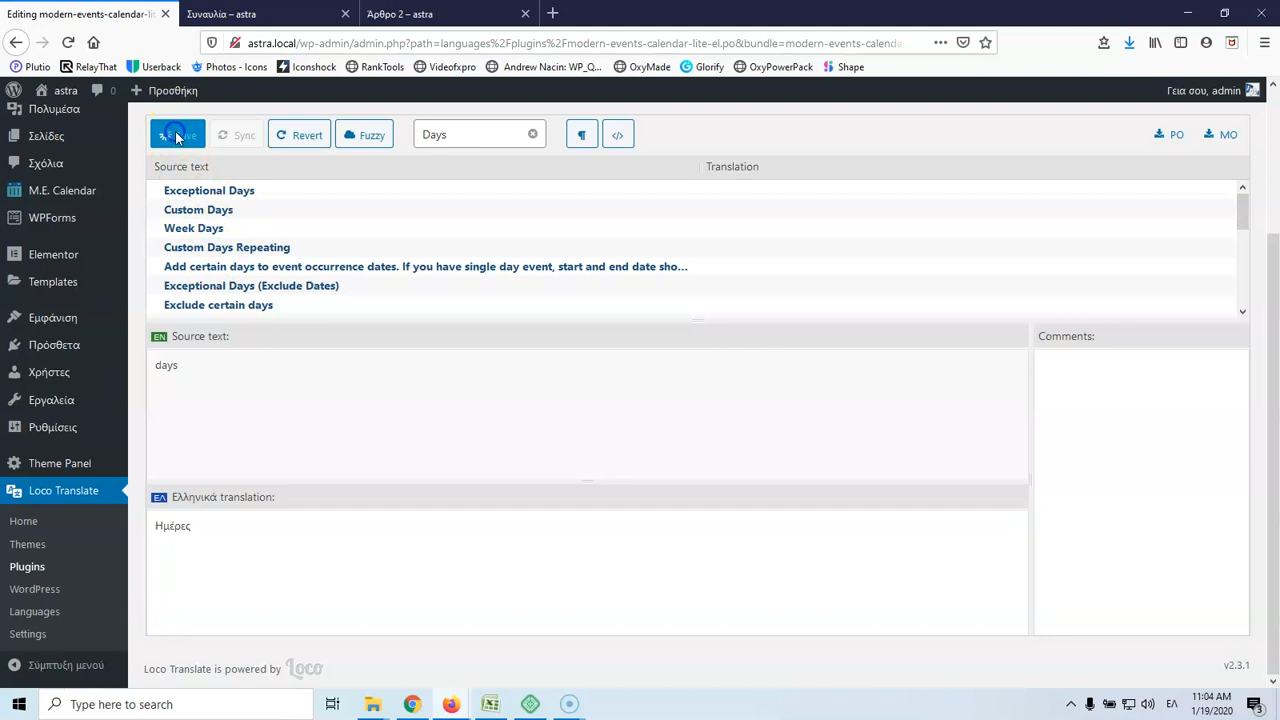 Editing modern-events-calendar-lit
Συναυλία – astra
Άρθρο 2 – astra
astra.local/wp-admin/admin.php?path=languages%2Fplugins%2Fmodern-events-calendar-lite-el.po&bundle=modern-events-calenda
Plutio
RelayThat
Userback
Photos - Icons
Iconshock
RankTools
Videofxpro
Andrew Nacin: WP_Q...
OxyMade
Glorify
OxyPowerPack
Shape
astra
0
Προσθήκη
Γεια σου, admin
Πολυμέσα
Σελίδες
Σχόλια
M.E. Calendar
WPForms
Elementor
Templates
Εμφάνιση
Πρόσθετα
Χρήστες
Εργαλεία
Ρυθμίσεις
Theme Panel
Loco Translate
Home
Themes
Plugins
WordPress
Languages
Settings
Σύμπτυξη μενού
Sync
Revert
Fuzzy
Days
¶
</>
PO
MO
Source text
Translation
Exceptional Days
Custom Days
Week Days
Custom Days Repeating
Add certain days to event occurrence dates. If you have single day event, start and end date sho...
Exceptional Days (Exclude Dates)
Exclude certain days
EN Source text:
Comments:
days
ΕΛ Ελληνικά translation:
Ημέρες
Loco Translate is powered by Loco
v2.3.1
Type here to search
ΕΛ
11:04 AM
1/19/2020
3